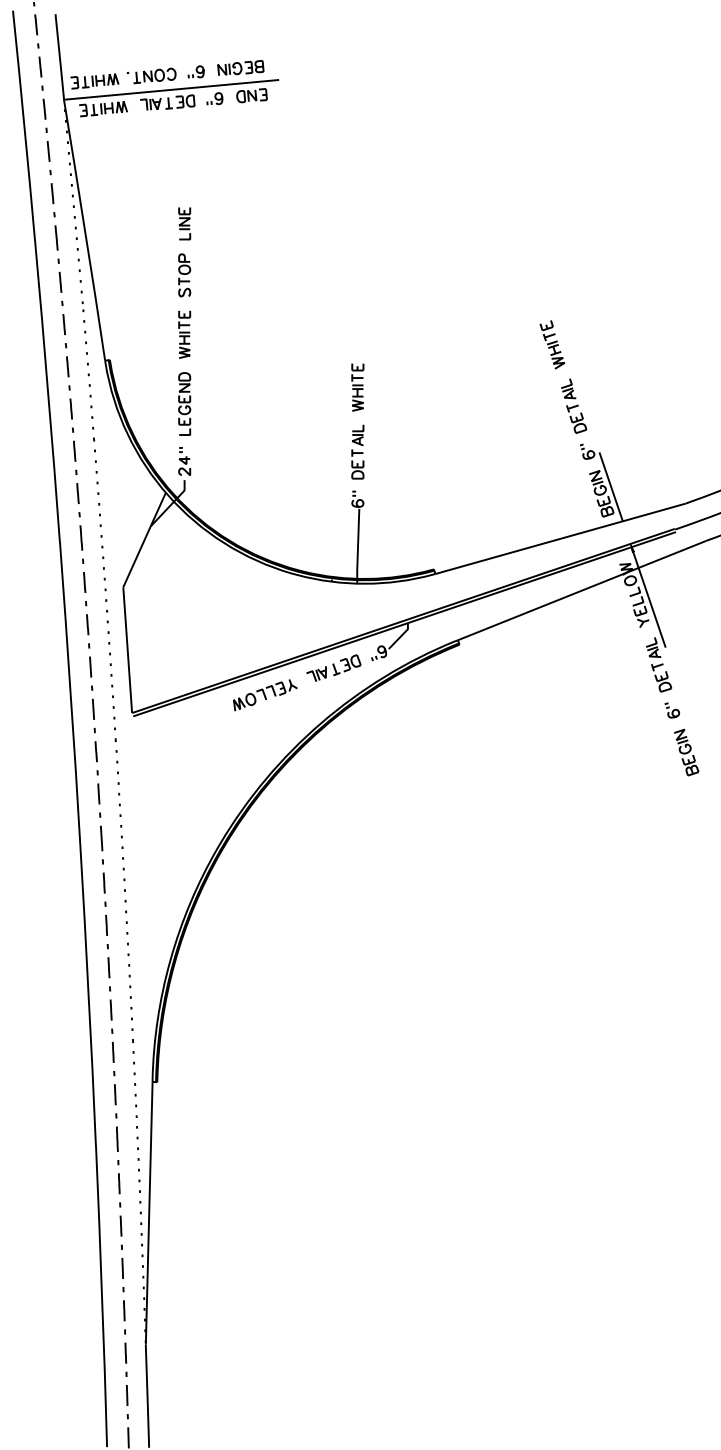 BEGIN 6" CONT. WHITE
END 6" DETAIL WHITE
24" LEGEND WHITE STOP LINE
6" DETAIL WHITE
BEGIN 6" DETAIL WHITE
6" DETAIL YELLOW
BEGIN 6" DETAIL YELLOW